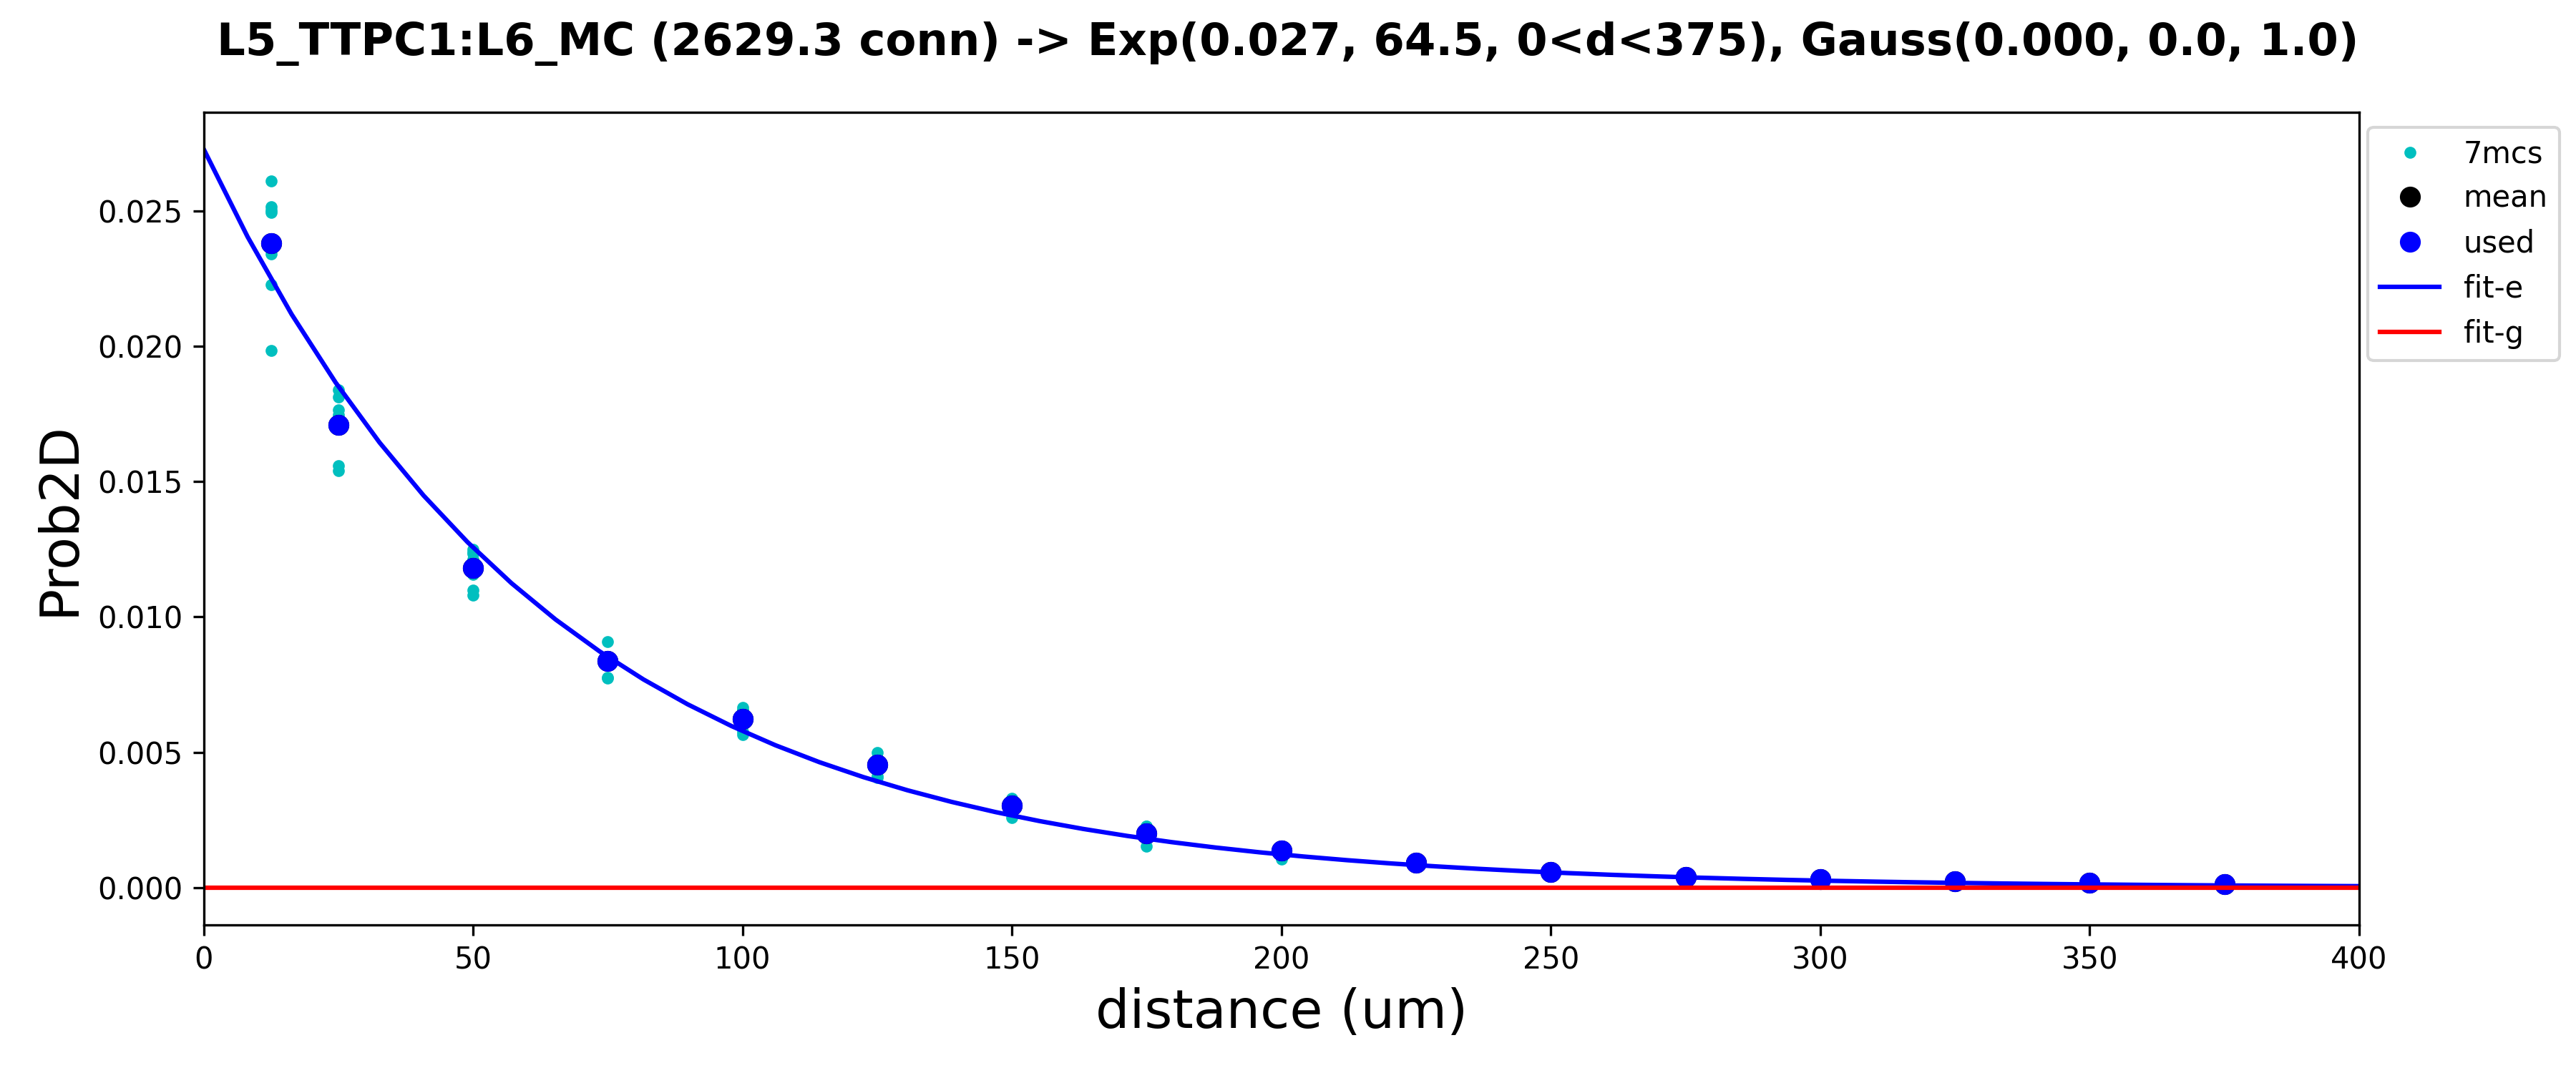 L5_TTPC1:L6_MC (2629.3 conn) -> Exp(0.027, 64.5, 0<d<375), Gauss(0.000, 0.0, 1.0)
7mcs
mean
used
fit-e
fit-g
Prob2D
0.025
0.020
0.015
0.010
0.005
0.000
0 50 100 150 200 250 300 350 400
distance (um)